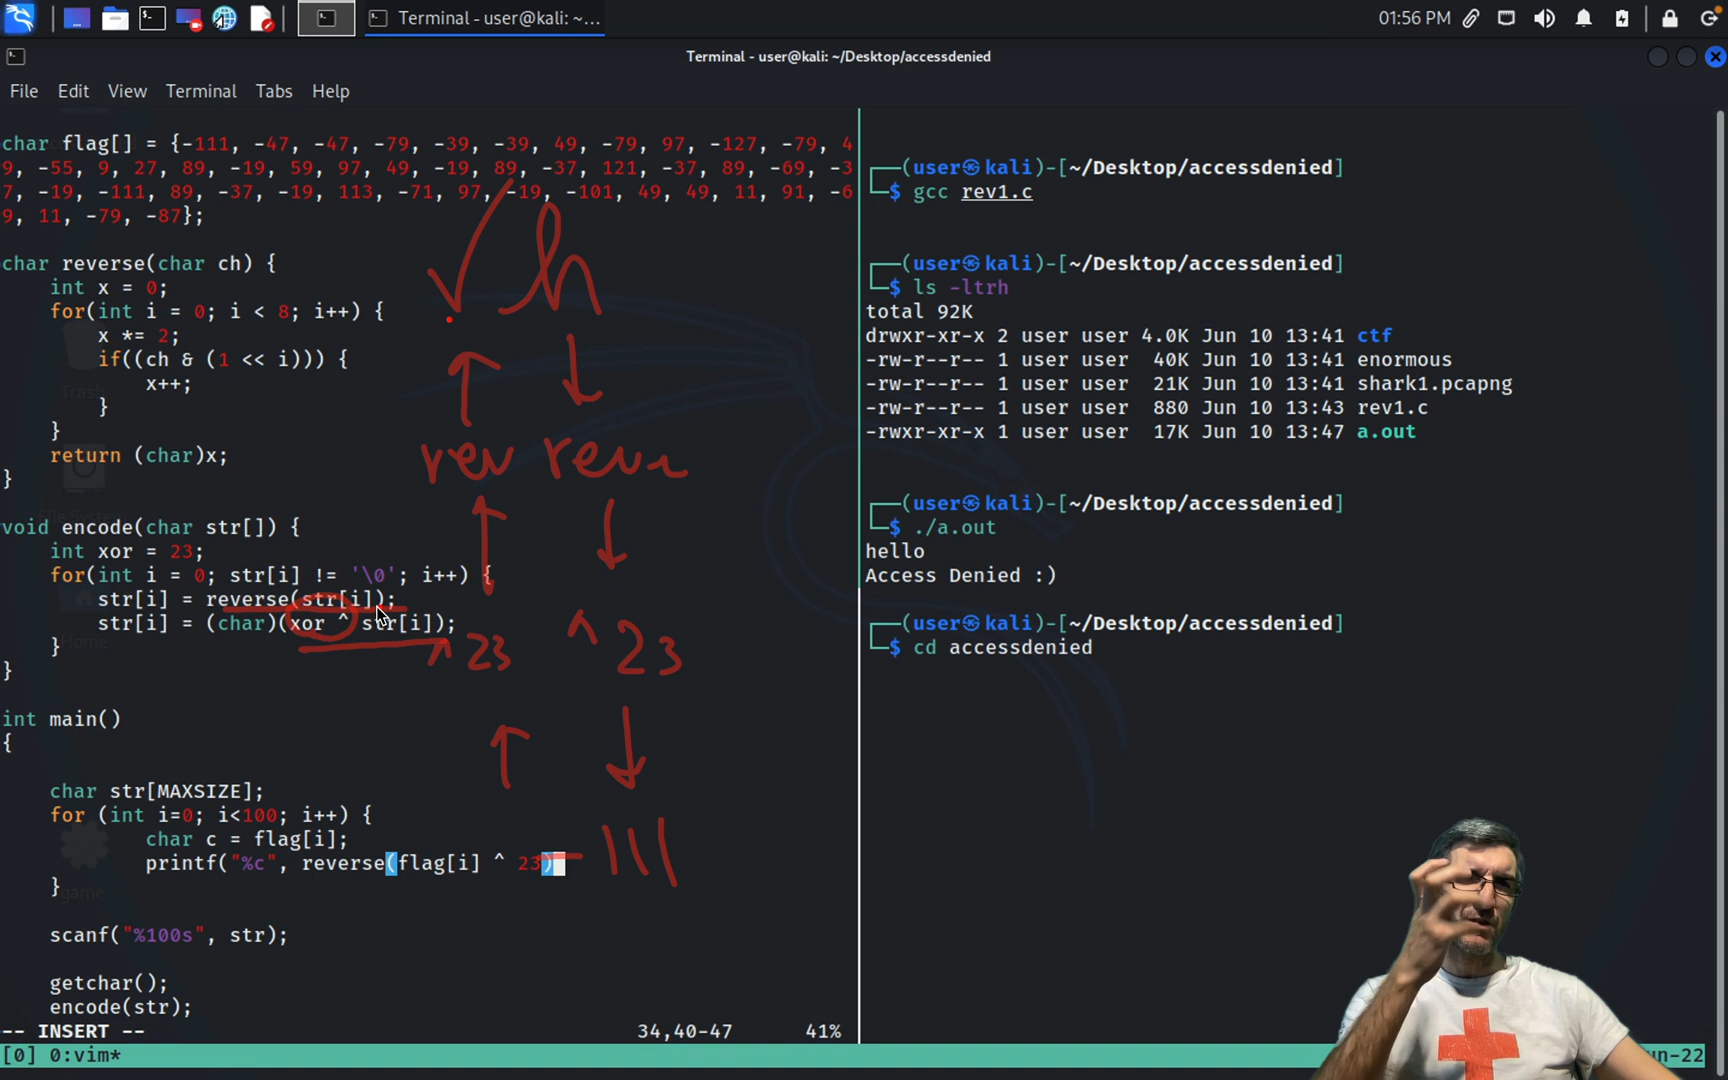 Terminal - user@kali: ~...
01:56 PM
Terminal - user@kali: ~/Desktop/accessdenied
File Edit View Terminal Tabs Help
char flag[] = {-111, -47, -47, -79, -39, -39, 49, -79, 97, -127, -79, 4
9, -55, 9, 27, 89, -19, 59, 97, 49, -19, 89, -37, 121, -37, 89, -69, -3
7, -19, -111, 89, -37, -19, 113, -71, 97, -19, -101, 49, 49, 11, 91, -6
9, 11, -79, -87};
char reverse(char ch) {
int x = 0;
for(int i = 0; i < 8; i++) {
x *= 2;
if((ch & (1 << i))) {
x++;
}
}
return (char)x;
}
void encode(char str[]) {
int xor = 23;
for(int i = 0; str[i] != '\0'; i++) {
str[i] = reverse(str[i]);
str[i] = (char)(xor ^ str[i]);
}
}
int main()
{
char str[MAXSIZE];
for (int i=0; i<100; i++) {
char c = flag[i];
printf("%c", reverse(flag[i] ^ 23)
}
scanf("%100s", str);
getchar();
encode(str);
-- INSERT -- 34,40-47 41%
[0] 0:vim*
h
rev rev
^ 23 ^ 23
-111
Trash
Home
game
(user㉿kali)-[~/Desktop/accessdenied]
$ gcc rev1.c
(user㉿kali)-[~/Desktop/accessdenied]
$ ls -ltrh
total 92K
drwxr-xr-x 2 user user 4.0K Jun 10 13:41 ctf
-rw-r--r-- 1 user user 40K Jun 10 13:41 enormous
-rw-r--r-- 1 user user 21K Jun 10 13:41 shark1.pcapng
-rw-r--r-- 1 user user 880 Jun 10 13:43 rev1.c
-rwxr-xr-x 1 user user 17K Jun 10 13:47 a.out
(user㉿kali)-[~/Desktop/accessdenied]
$ ./a.out
hello
Access Denied :)
(user㉿kali)-[~/Desktop/accessdenied]
$ cd accessdenied
un-22